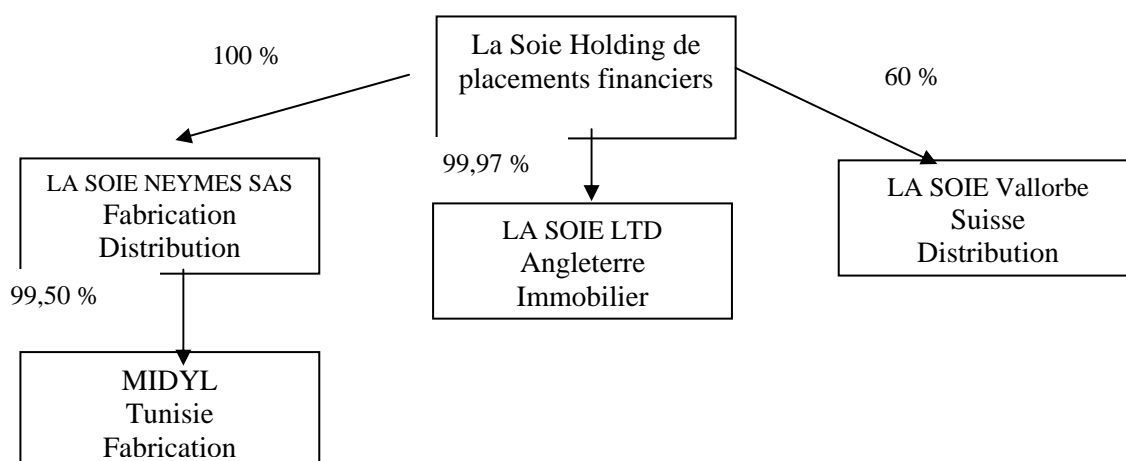 La Soie Holding de
placements financiers
100 %
60 %
99,97 %
LA SOIE NEYMES SAS
Fabrication
Distribution
LA SOIE LTD
Angleterre
Immobilier
LA SOIE Vallorbe
Suisse
Distribution
99,50 %
MIDYL
Tunisie
Fabrication